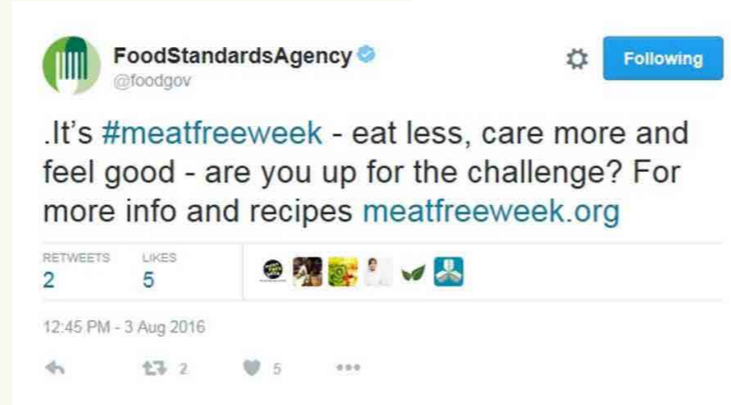 FoodStandardsAgency
@foodgov
Following
.It's #meatfreeweek - eat less, care more and
feel good - are you up for the challenge? For
more info and recipes meatfreeweek.org
RETWEETS LIKES
2 5
12:45 PM - 3 Aug 2016
2 5